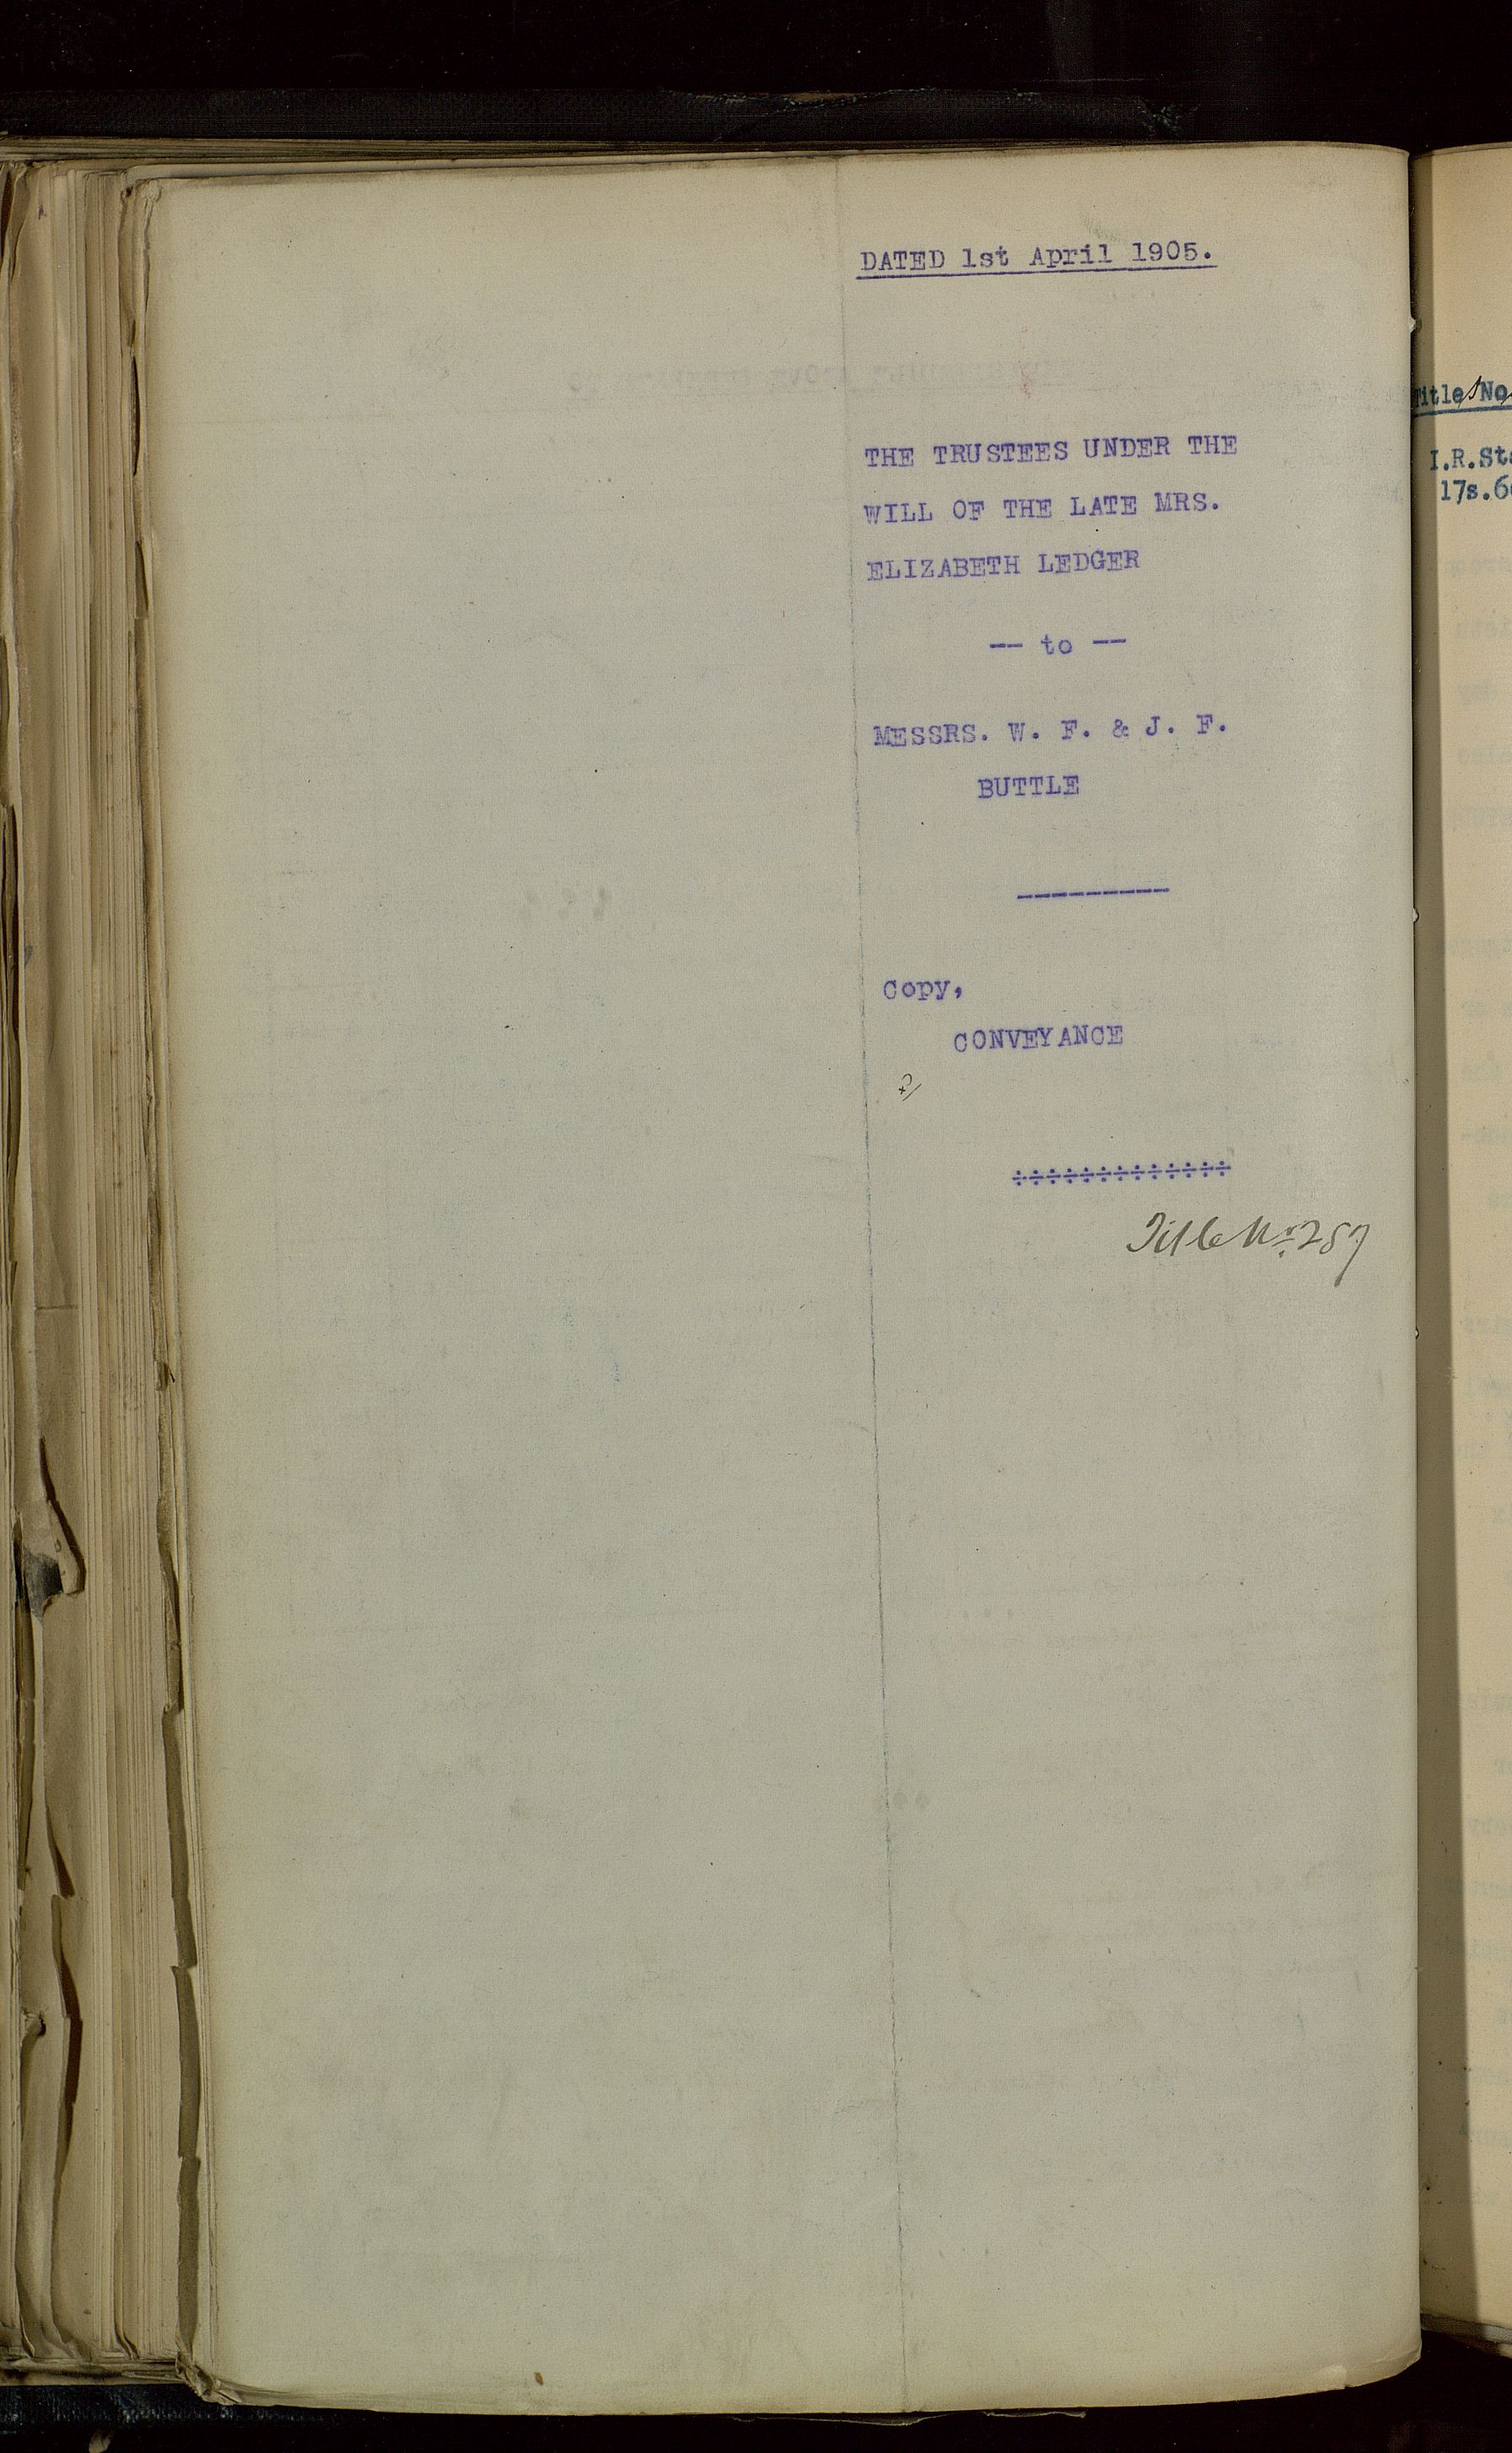 DATED 1st April 1905.
THE TRUSTEES UNDER THE
WILL OF THE LATE MRS.
ELIZABETH LEDGER
-- to --
MESSRS. W. F. & J. F.
BUTTLE
---------
Copy,
CONVEYANCE
÷÷÷÷÷÷÷÷÷÷÷÷÷
Title No. 287
Title No
I.R.Sta
17s.6